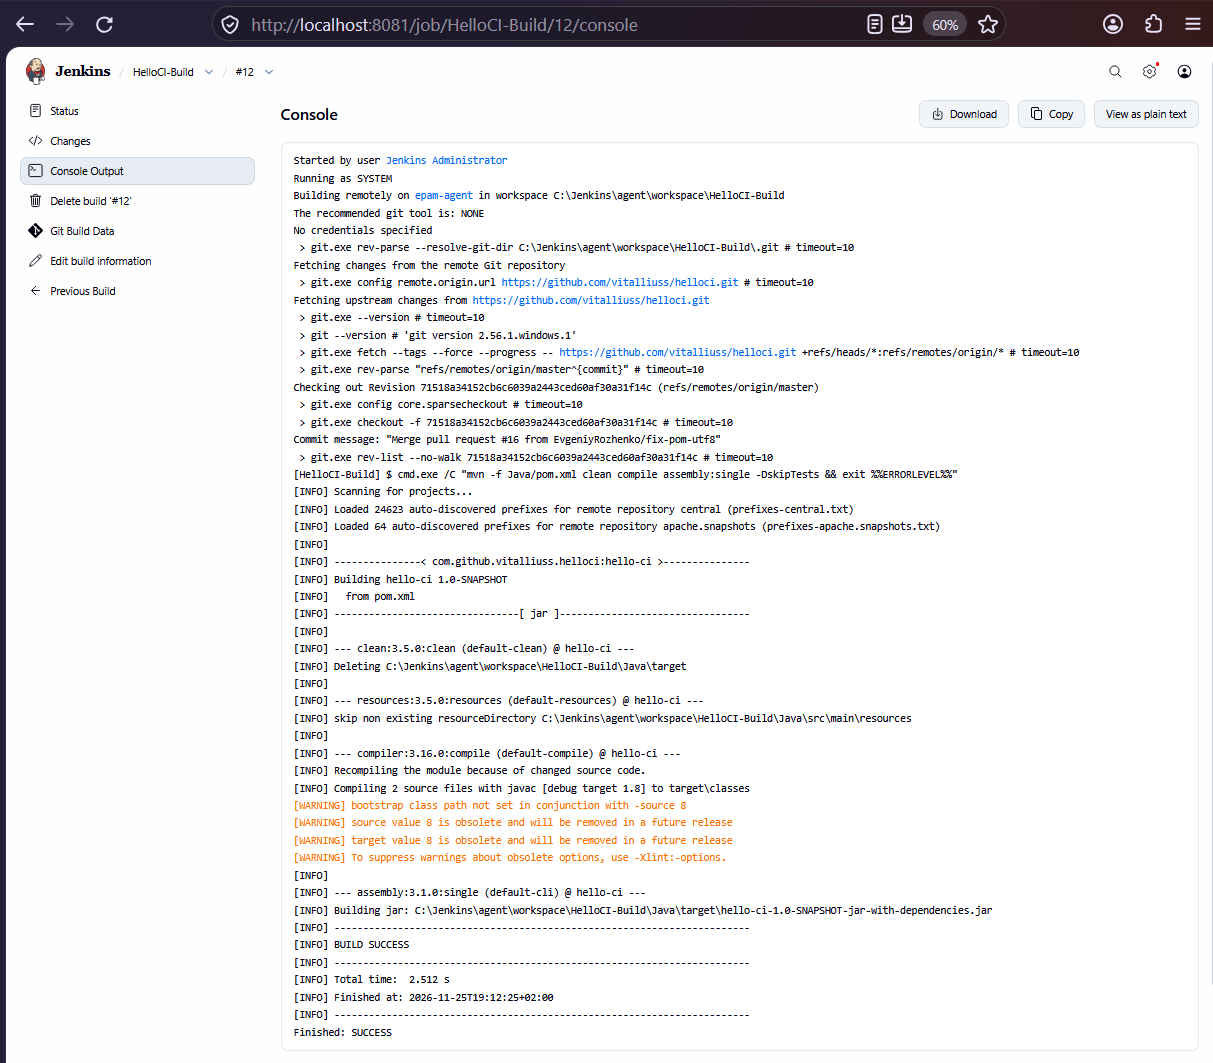 http://localhost:8081/job/HelloCI-Build/12/console
60%
Jenkins / HelloCI-Build / #12
Status
Changes
Console Output
Delete build ‘#12’
Git Build Data
Edit build information
Previous Build
Console
Download
Copy
View as plain text
Started by user Jenkins Administrator
Running as SYSTEM
Building remotely on epam-agent in workspace C:\Jenkins\agent\workspace\HelloCI-Build
The recommended git tool is: NONE
No credentials specified
 > git.exe rev-parse --resolve-git-dir C:\Jenkins\agent\workspace\HelloCI-Build\.git # timeout=10
Fetching changes from the remote Git repository
 > git.exe config remote.origin.url https://github.com/vitalliuss/helloci.git # timeout=10
Fetching upstream changes from https://github.com/vitalliuss/helloci.git
 > git.exe --version # timeout=10
 > git --version # 'git version 2.56.1.windows.1'
 > git.exe fetch --tags --force --progress -- https://github.com/vitalliuss/helloci.git +refs/heads/*:refs/remotes/origin/* # timeout=10
 > git.exe rev-parse "refs/remotes/origin/master^{commit}" # timeout=10
Checking out Revision 71518a34152cb6c6039a2443ced60af30a31f14c (refs/remotes/origin/master)
 > git.exe config core.sparsecheckout # timeout=10
 > git.exe checkout -f 71518a34152cb6c6039a2443ced60af30a31f14c # timeout=10
Commit message: "Merge pull request #16 from EvgeniyRozhenko/fix-pom-utf8"
 > git.exe rev-list --no-walk 71518a34152cb6c6039a2443ced60af30a31f14c # timeout=10
[HelloCI-Build] $ cmd.exe /C "mvn -f Java/pom.xml clean compile assembly:single -DskipTests && exit %%ERRORLEVEL%%"
[INFO] Scanning for projects...
[INFO] Loaded 24623 auto-discovered prefixes for remote repository central (prefixes-central.txt)
[INFO] Loaded 64 auto-discovered prefixes for remote repository apache.snapshots (prefixes-apache.snapshots.txt)
[INFO]
[INFO] ---------------< com.github.vitalliuss.helloci:hello-ci >---------------
[INFO] Building hello-ci 1.0-SNAPSHOT
[INFO]   from pom.xml
[INFO] --------------------------------[ jar ]---------------------------------
[INFO]
[INFO] --- clean:3.5.0:clean (default-clean) @ hello-ci ---
[INFO] Deleting C:\Jenkins\agent\workspace\HelloCI-Build\Java\target
[INFO]
[INFO] --- resources:3.5.0:resources (default-resources) @ hello-ci ---
[INFO] skip non existing resourceDirectory C:\Jenkins\agent\workspace\HelloCI-Build\Java\src\main\resources
[INFO]
[INFO] --- compiler:3.16.0:compile (default-compile) @ hello-ci ---
[INFO] Recompiling the module because of changed source code.
[INFO] Compiling 2 source files with javac [debug target 1.8] to target\classes
[WARNING] bootstrap class path not set in conjunction with -source 8
[WARNING] source value 8 is obsolete and will be removed in a future release
[WARNING] target value 8 is obsolete and will be removed in a future release
[WARNING] To suppress warnings about obsolete options, use -Xlint:-options.
[INFO]
[INFO] --- assembly:3.1.0:single (default-cli) @ hello-ci ---
[INFO] Building jar: C:\Jenkins\agent\workspace\HelloCI-Build\Java\target\hello-ci-1.0-SNAPSHOT-jar-with-dependencies.jar
[INFO] ------------------------------------------------------------------------
[INFO] BUILD SUCCESS
[INFO] ------------------------------------------------------------------------
[INFO] Total time:  2.512 s
[INFO] Finished at: 2026-11-25T19:12:25+02:00
[INFO] ------------------------------------------------------------------------
Finished: SUCCESS